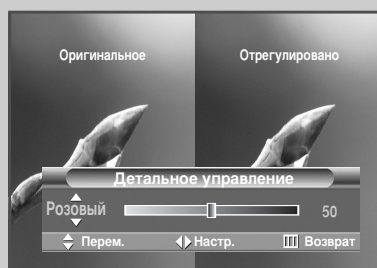 Оригинальное Отрегулировано
Детальное управление
Розовый 50
Перем. Настр. Возврат